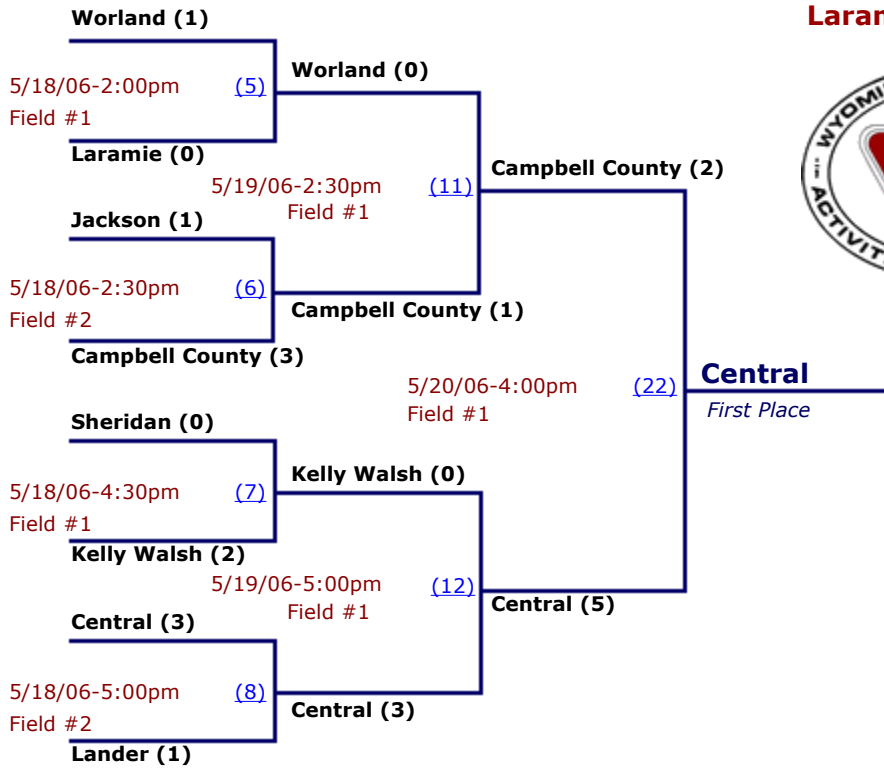 Worland (1)
Laram
5/18/06-2:00pm
(5)
Worland (0)
Field #1
Laramie (0)
5/19/06-2:30pm
(11)
Campbell County (2)
Field #1
Jackson (1)
5/18/06-2:30pm
(6)
Field #2
Campbell County (1)
Campbell County (3)
5/20/06-4:00pm
(22)
Central
Field #1
First Place
Sheridan (0)
Kelly Walsh (0)
5/18/06-4:30pm
(7)
Field #1
Kelly Walsh (2)
5/19/06-5:00pm
(12)
Central (5)
Field #1
Central (3)
5/18/06-5:00pm
(8)
Central (3)
Field #2
Lander (1)
WYOMI
ACTIVIT